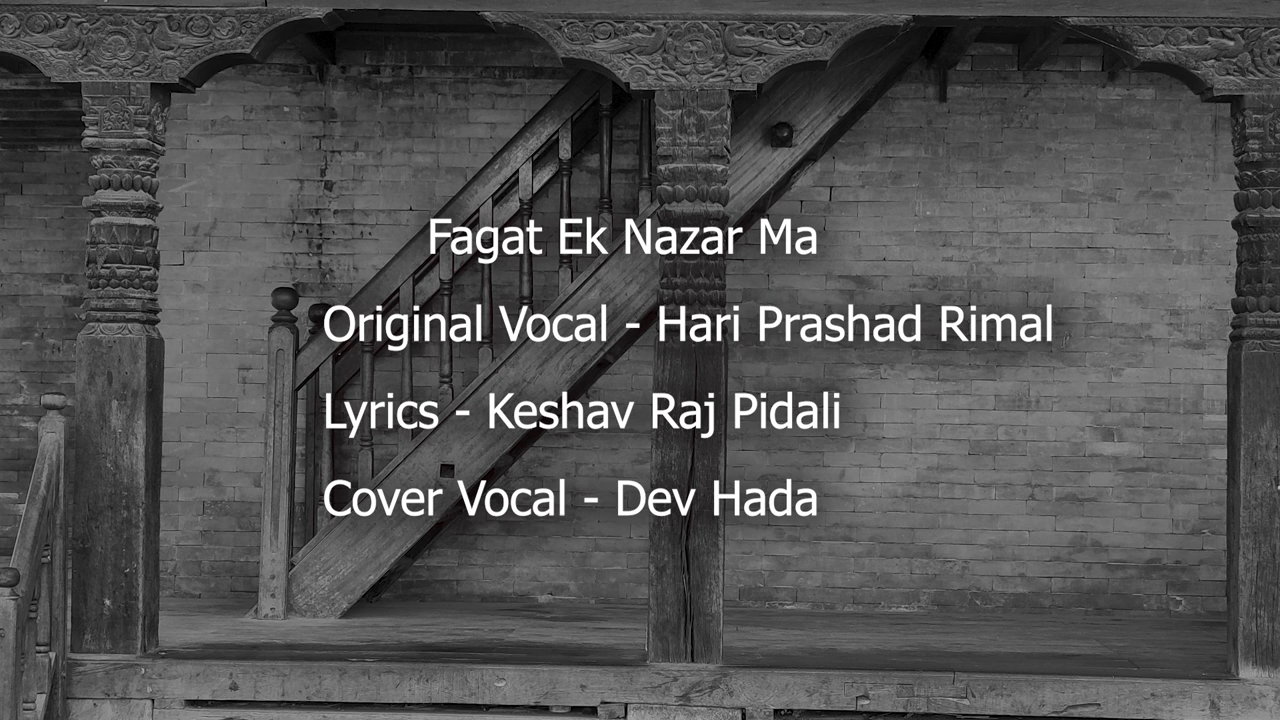 Fagat Ek Nazar Ma
Original Vocal - Hari Prashad Rimal
Lyrics - Keshav Raj Pidali
Cover Vocal - Dev Hada